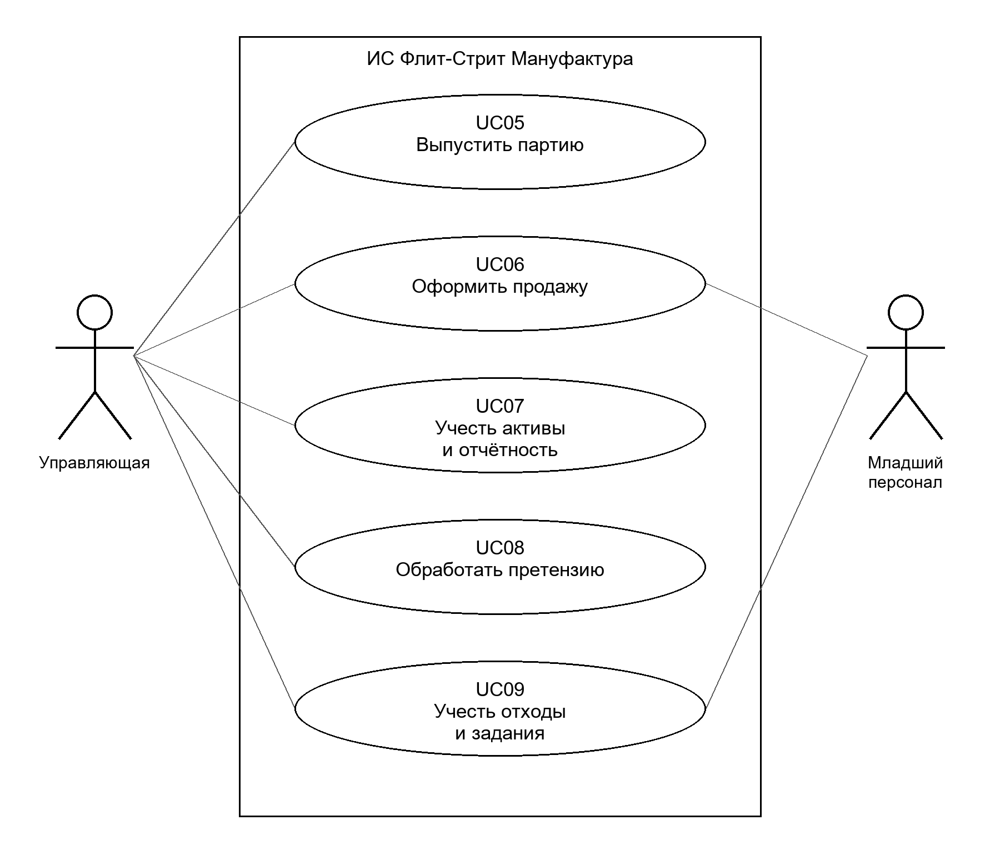 ИС Флит-Стрит Мануфактура
UC05
Выпустить партию
UC06
Оформить продажу
UC07
Учесть активы
и отчётность
Управляющая
Младший
персонал
UC08
Обработать претензию
UC09
Учесть отходы
и задания